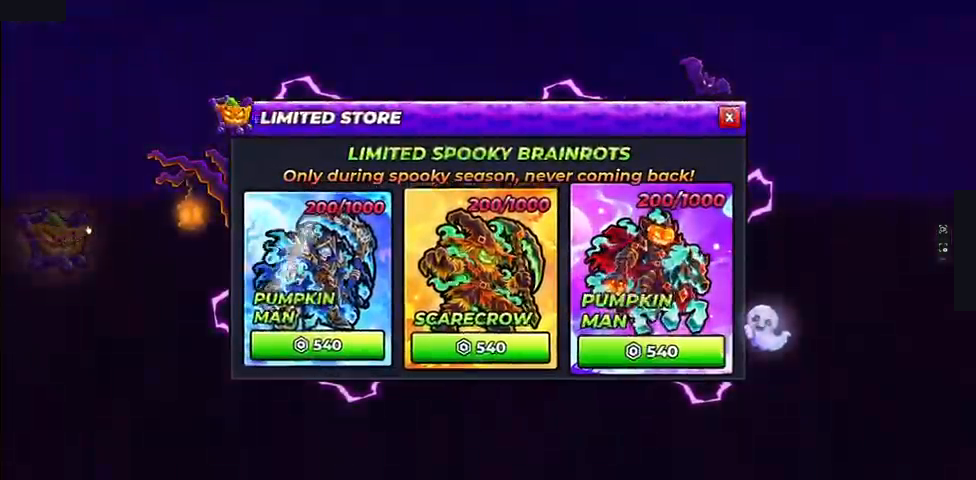 LIMITED STORE
X
LIMITED SPOOKY BRAINROTS
Only during spooky season, never coming back!
200/1000
PUMPKIN
MAN
540
200/1000
SCARECROW
540
200/1000
PUMPKIN
MAN
540